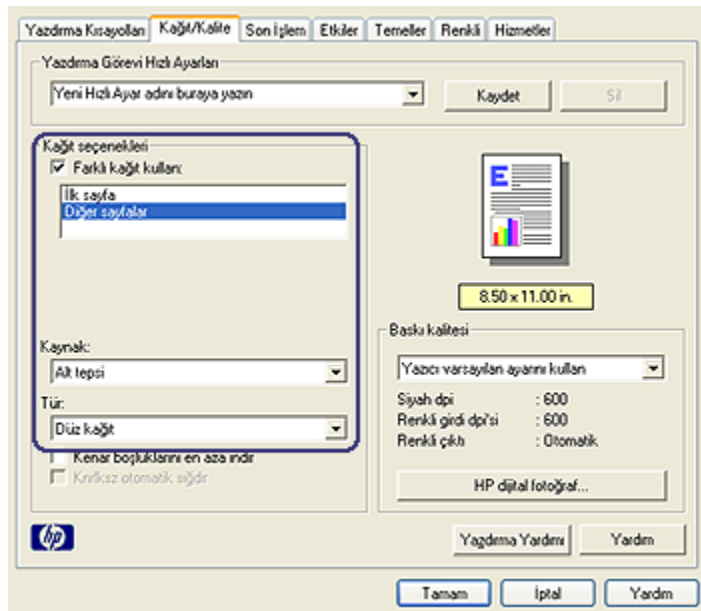 Yazdırma Kısayolları Kağıt/Kalite Son İşlem Etkiler Temeller Renkli Hizmetler
Yazdırma Görevi Hızlı Ayarları
Yeni Hızlı Ayar adını buraya yazın
Kaydet
Sil
Kağıt seçenekleri
Farklı kağıt kullan:
İlk sayfa
Diğer sayfalar
E
8.50 x 11.00 in.
Kaynak:
Alt tepsi
Tür:
Düz kağıt
Kenar boşluklarını en aza indir
otomatik sığdır
Baskı kalitesi
Yazıcı varsayılan ayarını kullan
Siyah dpi : 600
Renkli girdi dpi'si : 600
Renkli çıktı : Otomatik
HP dijital fotoğraf...
hp
Yazdırma Yardımı
Yardım
Tamam İptal Yardım